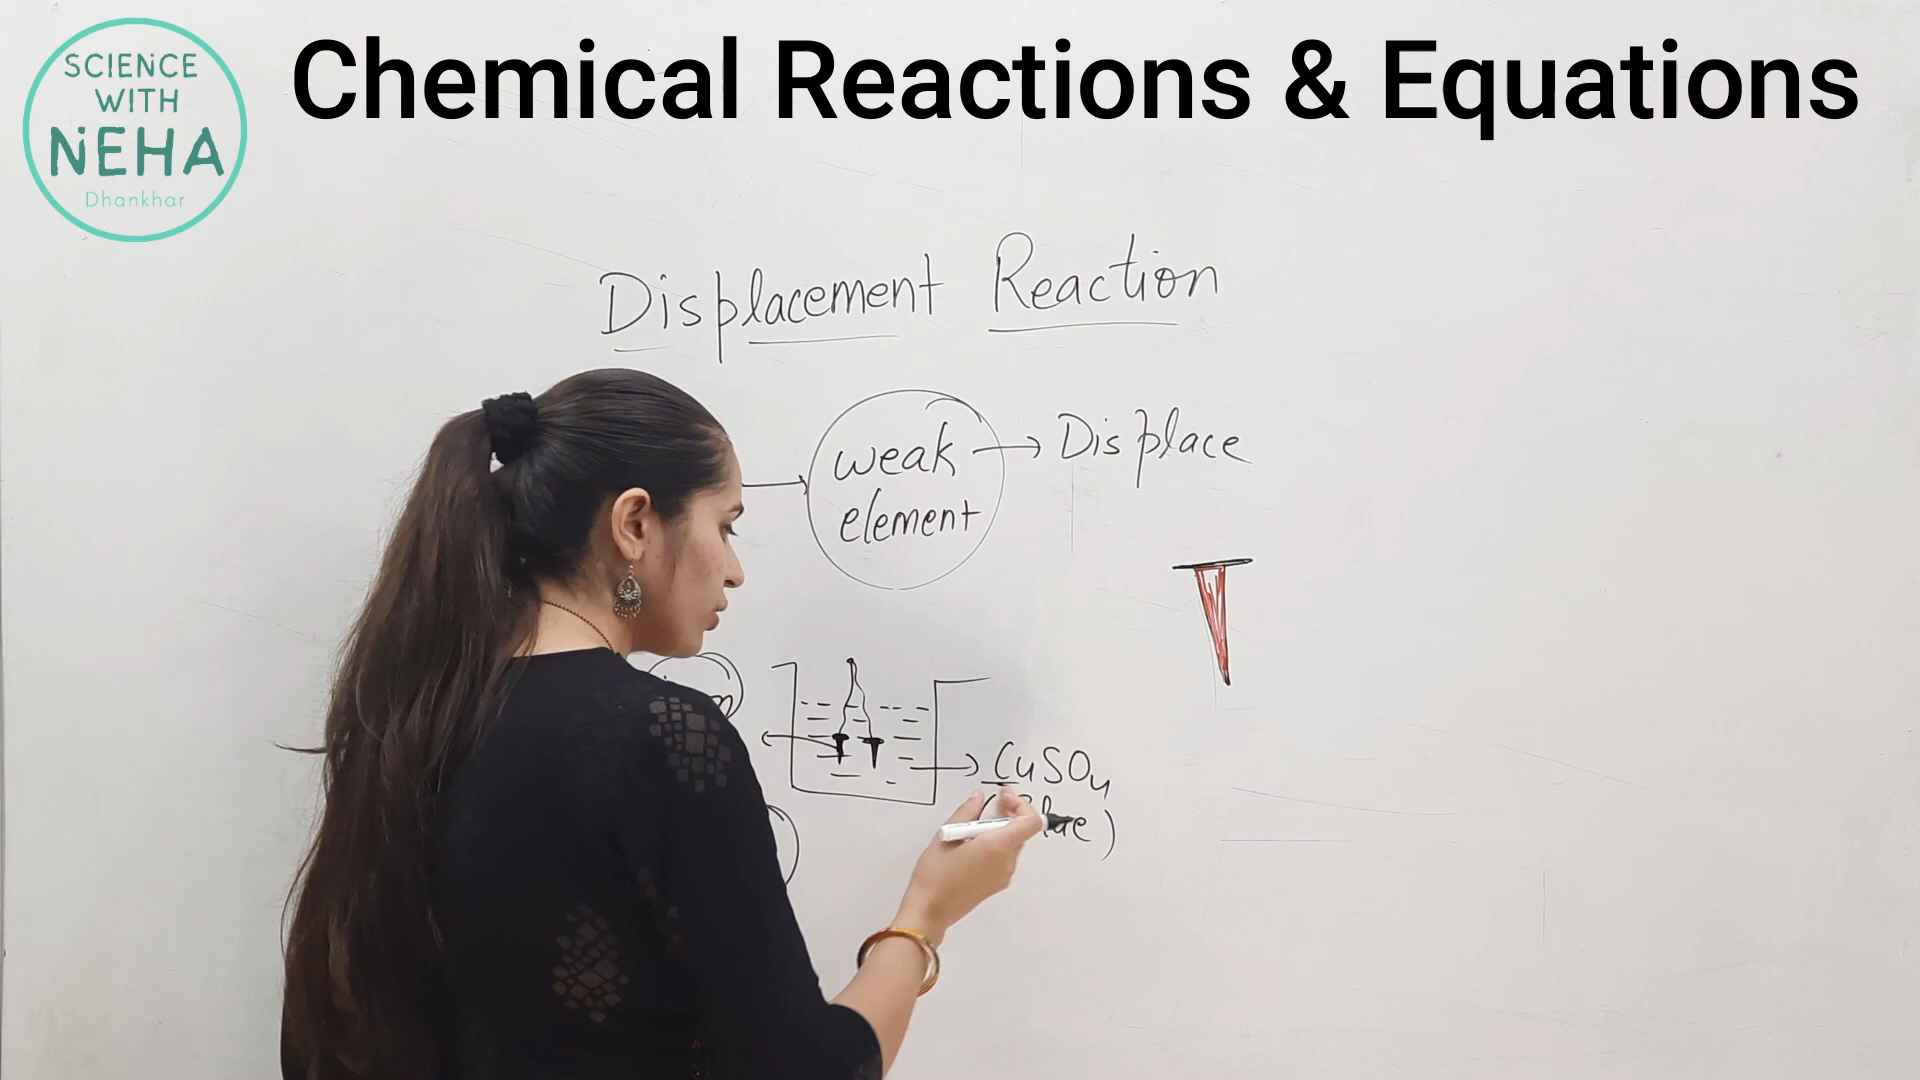 SCIENCE
WITH
NEHA
Dhankhar
Chemical Reactions & Equations
Displacement Reaction
weak
element
Displace
CuSO4